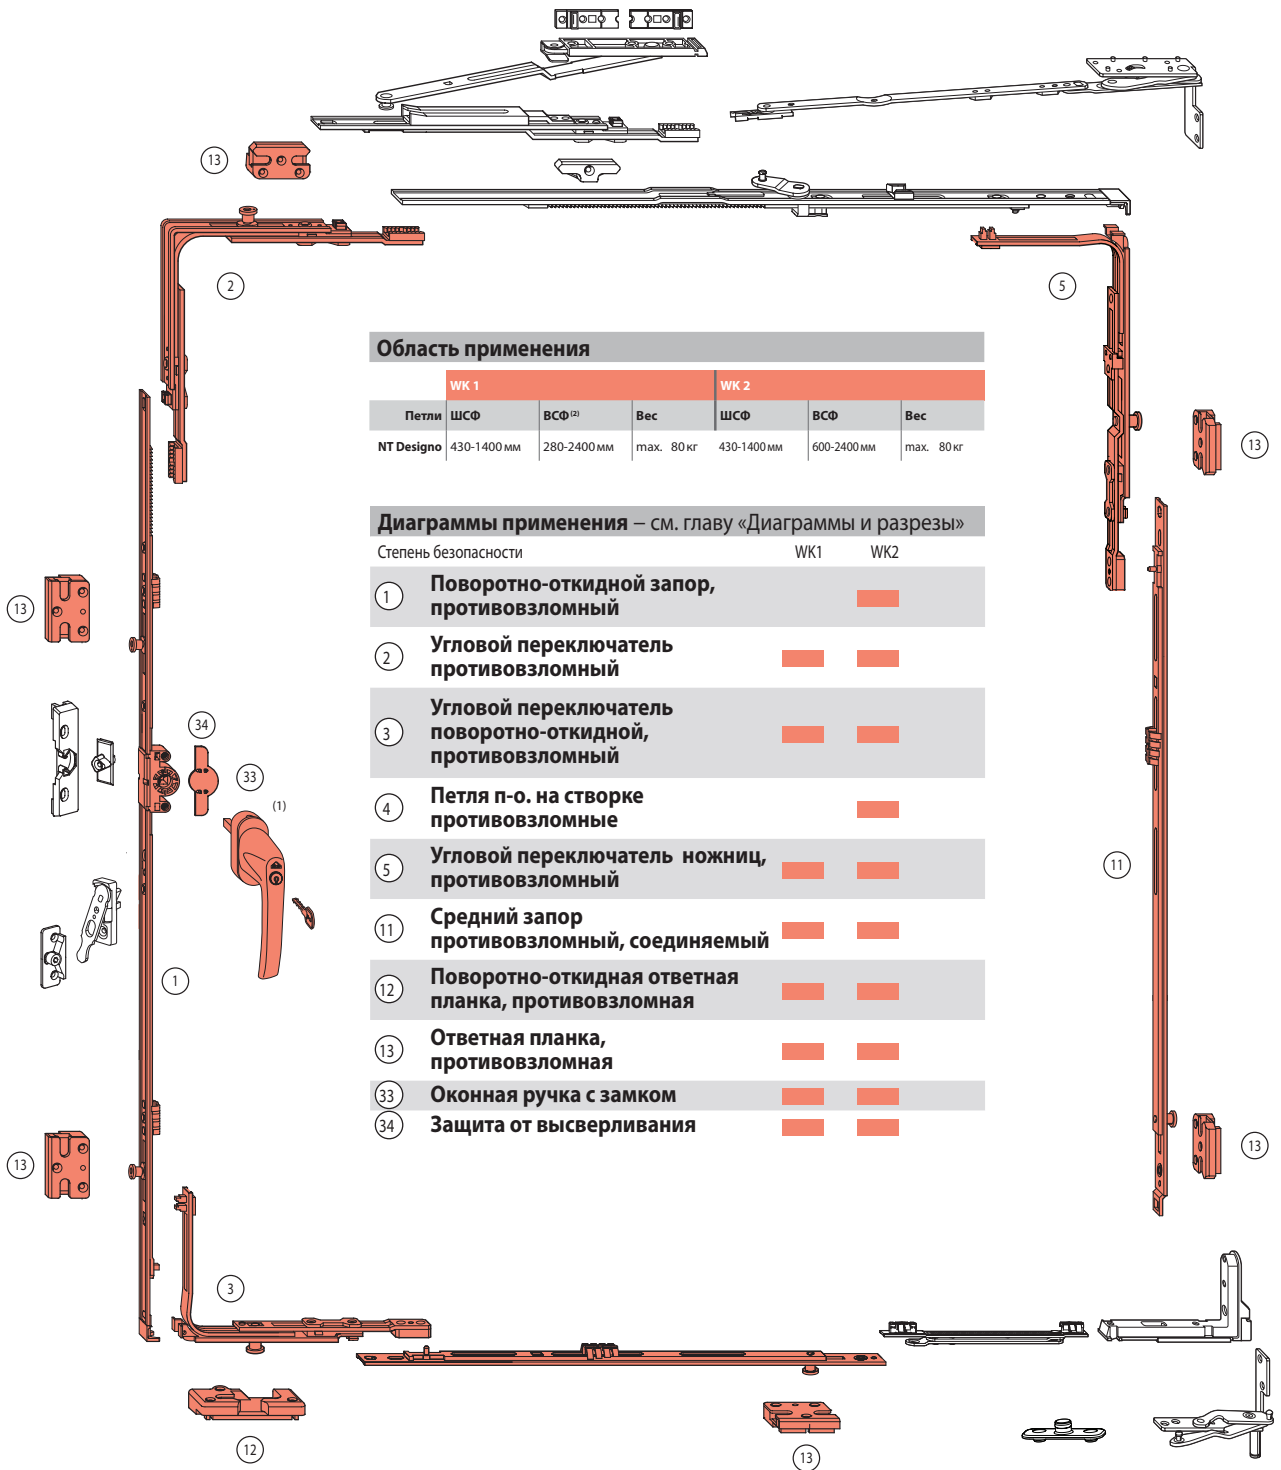 13
2
5
Область применения
WK 1 WK 2
Петли ШСФ ВСФ(2) Вес ШСФ ВСФ Вес
NT Designo 430-1400 мм 280-2400 мм max. 80 кг 430-1400 мм 600-2400 мм max. 80 кг
13
Диаграммы применения – см. главу «Диаграммы и разрезы»
Степень безопасности WK1 WK2
1 Поворотно-откидной запор,
противовзломный
13
2 Угловой переключатель
противовзломный
3 Угловой переключатель
поворотно-откидной,
противовзломный
34
33
(1)
4 Петля п-о. на створке
противовзломные
5 Угловой переключатель ножниц,
противовзломный
11
11 Средний запор
противовзломный, соединяемый
12 Поворотно-откидная ответная
планка, противовзломная
1
13 Ответная планка,
противовзломная
33 Оконная ручка с замком
34 Защита от высверливания
13
13
3
12
13